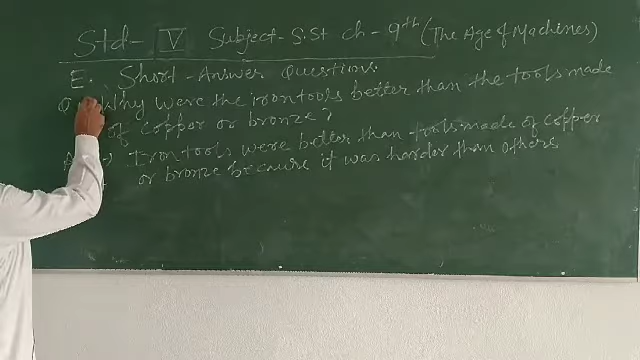 Std- V Subject- S.St ch- 9th (The Age of Machines)
E. Short-Answer Questions.
Q Why were the iron tools better than the tools made
of copper or bronze?
Iron tools were better than tools made of copper
or bronze because it was harder than others